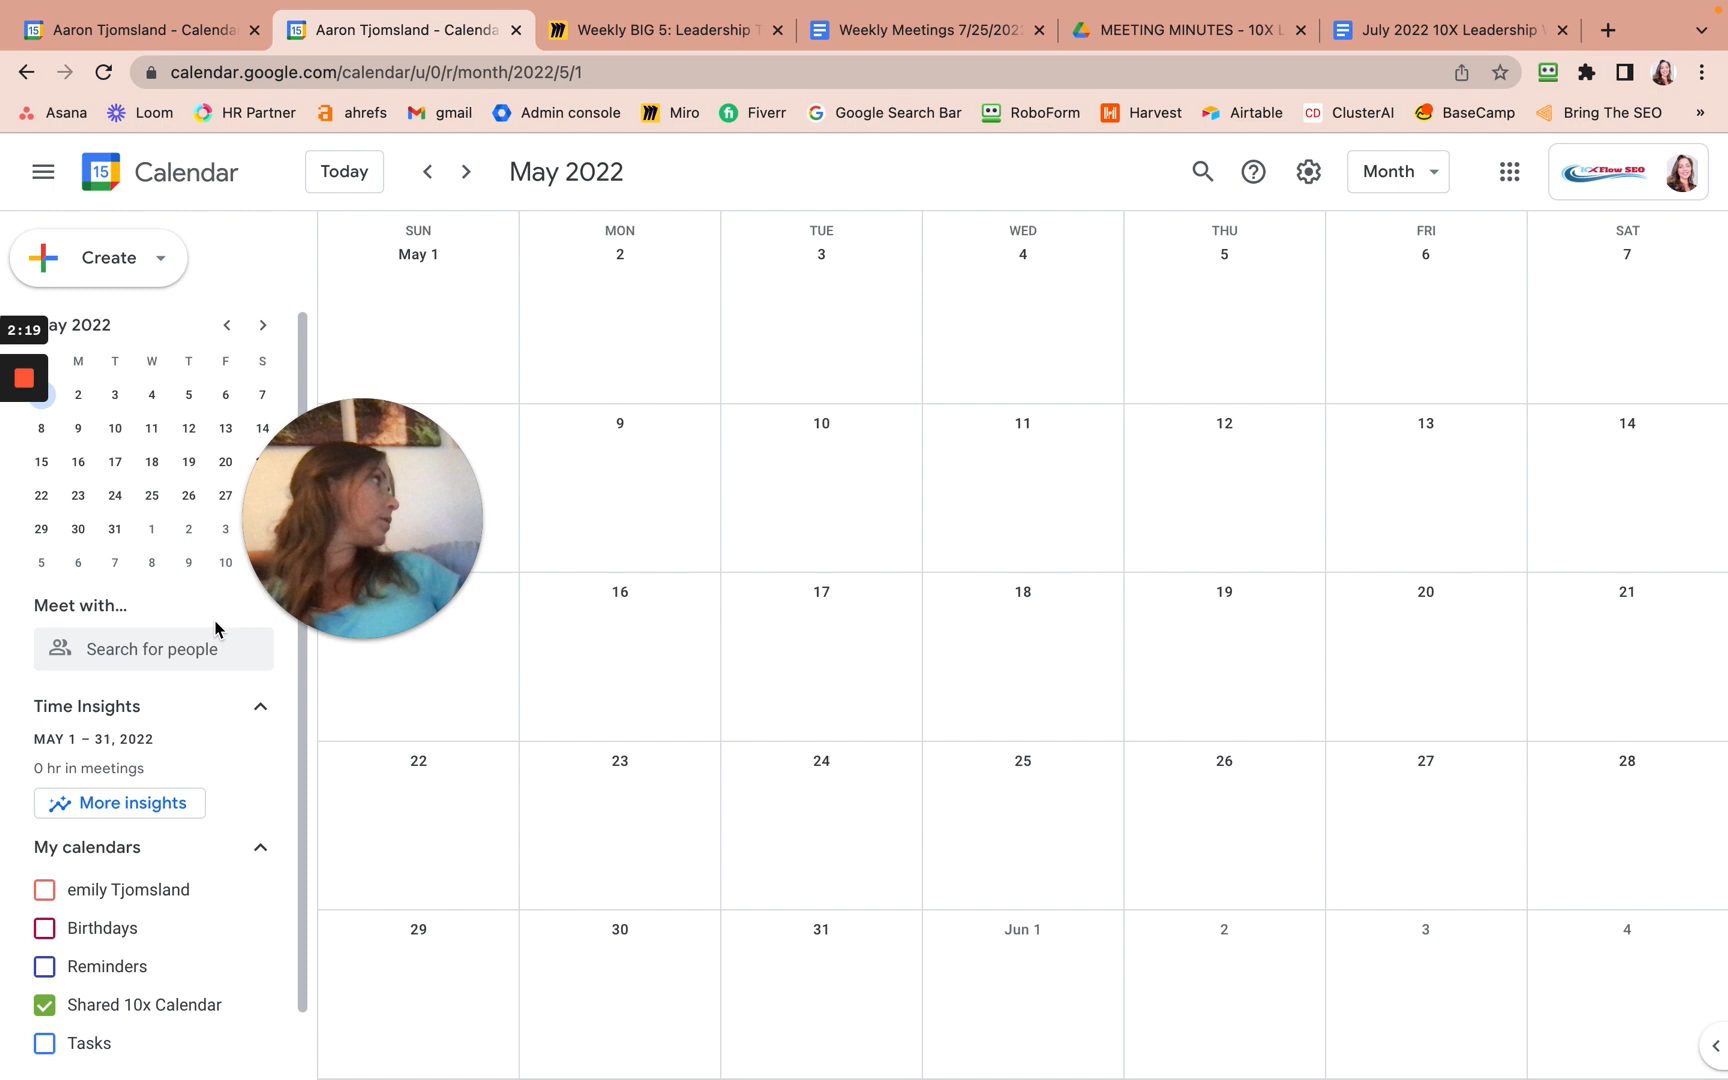 Aaron Tjomsland - Calenda
Aaron Tjomsland - Calenda
Weekly BIG 5: Leadership T
Weekly Meetings 7/25/202
MEETING MINUTES - 10X L
July 2022 10X Leadership
calendar.google.com/calendar/u/0/r/month/2022/5/1
Asana Loom HR Partner ahrefs gmail Admin console Miro Fiverr Google Search Bar RoboForm Harvest Airtable CD ClusterAI BaseCamp Bring The SEO »
15 Calendar Today May 2022 Month 10XFlow SEO
Create
SUN MON TUE WED THU FRI SAT
May 1 2 3 4 5 6 7
2:19 ay 2022
M T W T F S
2 3 4 5 6 7
8 9 10 11 12 13 14
15 16 17 18 19 20
22 23 24 25 26 27
29 30 31 1 2 3
5 6 7 8 9 10
9 10 11 12 13 14
16 17 18 19 20 21
22 23 24 25 26 27 28
29 30 31 Jun 1 2 3 4
Meet with...
Search for people
Time Insights
MAY 1 – 31, 2022
0 hr in meetings
More insights
My calendars
emily Tjomsland
Birthdays
Reminders
Shared 10x Calendar
Tasks